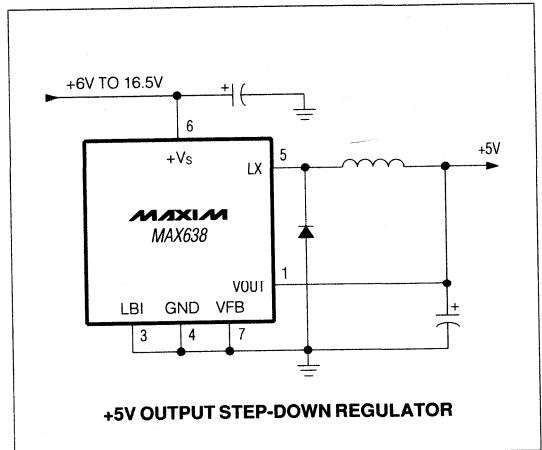 +6V TO 16.5V
+
6
+VS
5
LX
+5V
MAXIM
MAX638
VOUT
1
LBI GND VFB
3 4 7
+
+5V OUTPUT STEP-DOWN REGULATOR